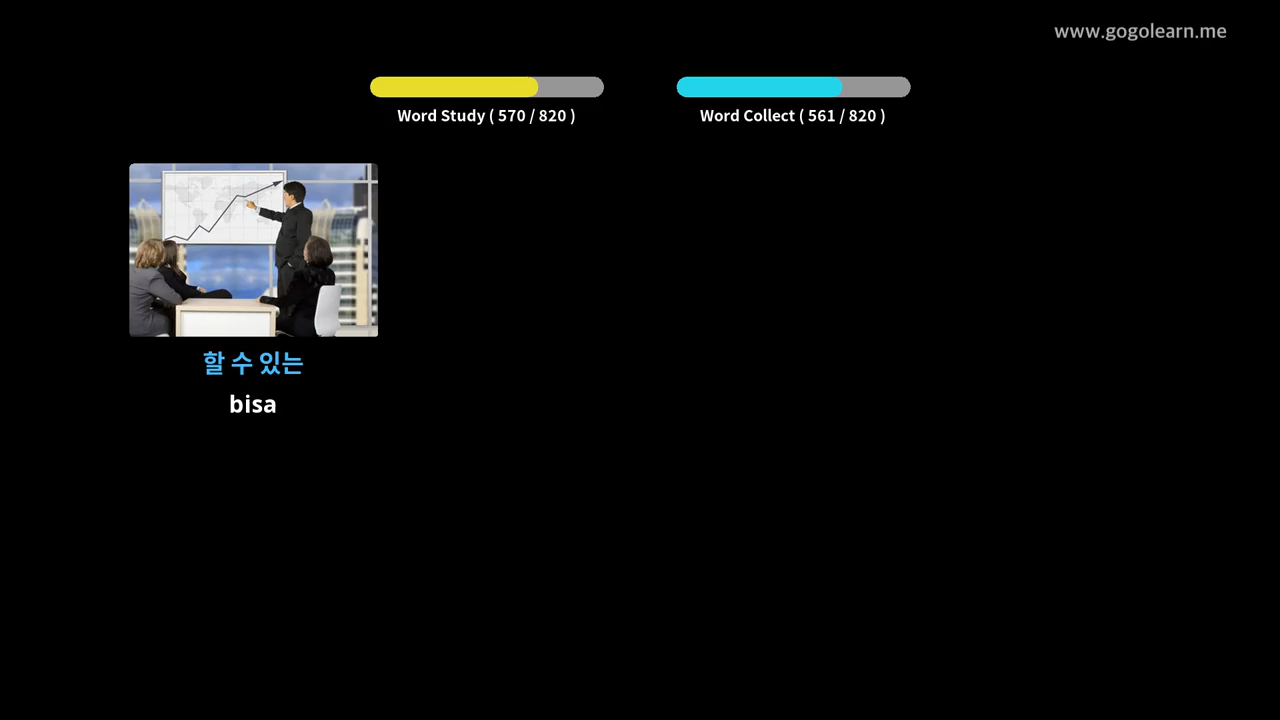 www.gogolearn.me
Word Study ( 570 / 820 )
Word Collect ( 561 / 820 )
할 수 있는
bisa